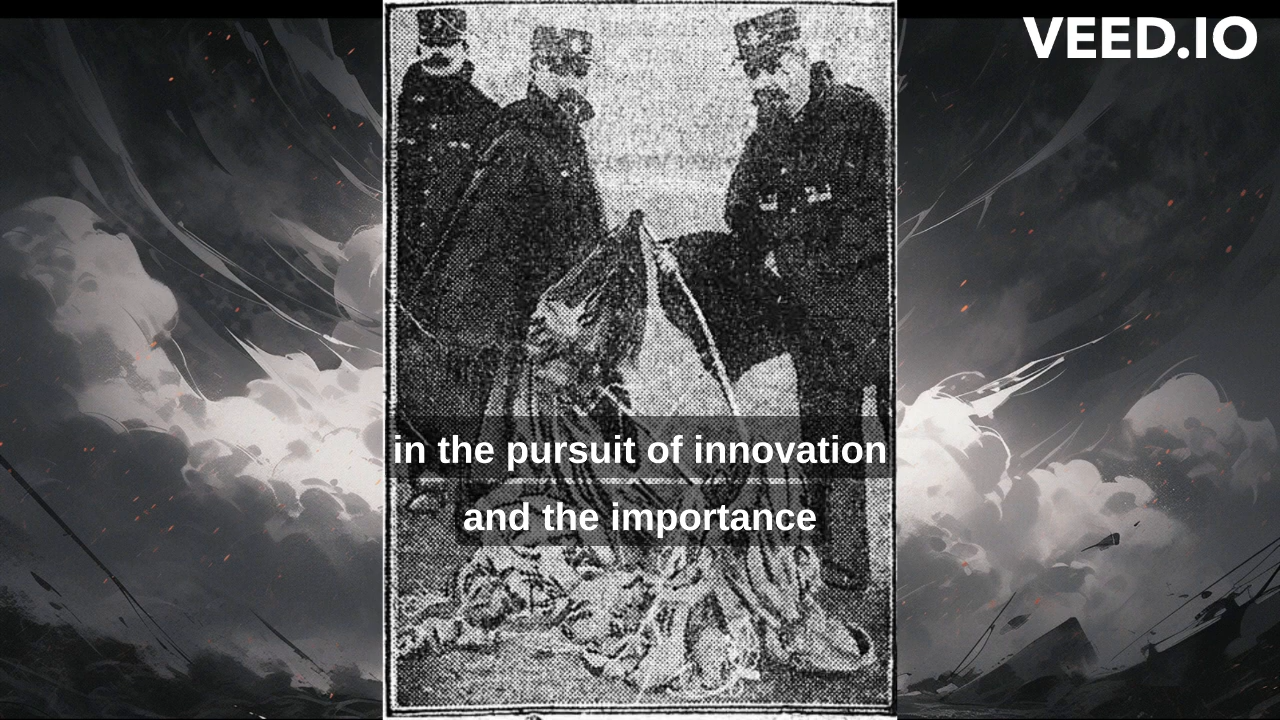 VEED.IO
in the pursuit of innovation
and the importance